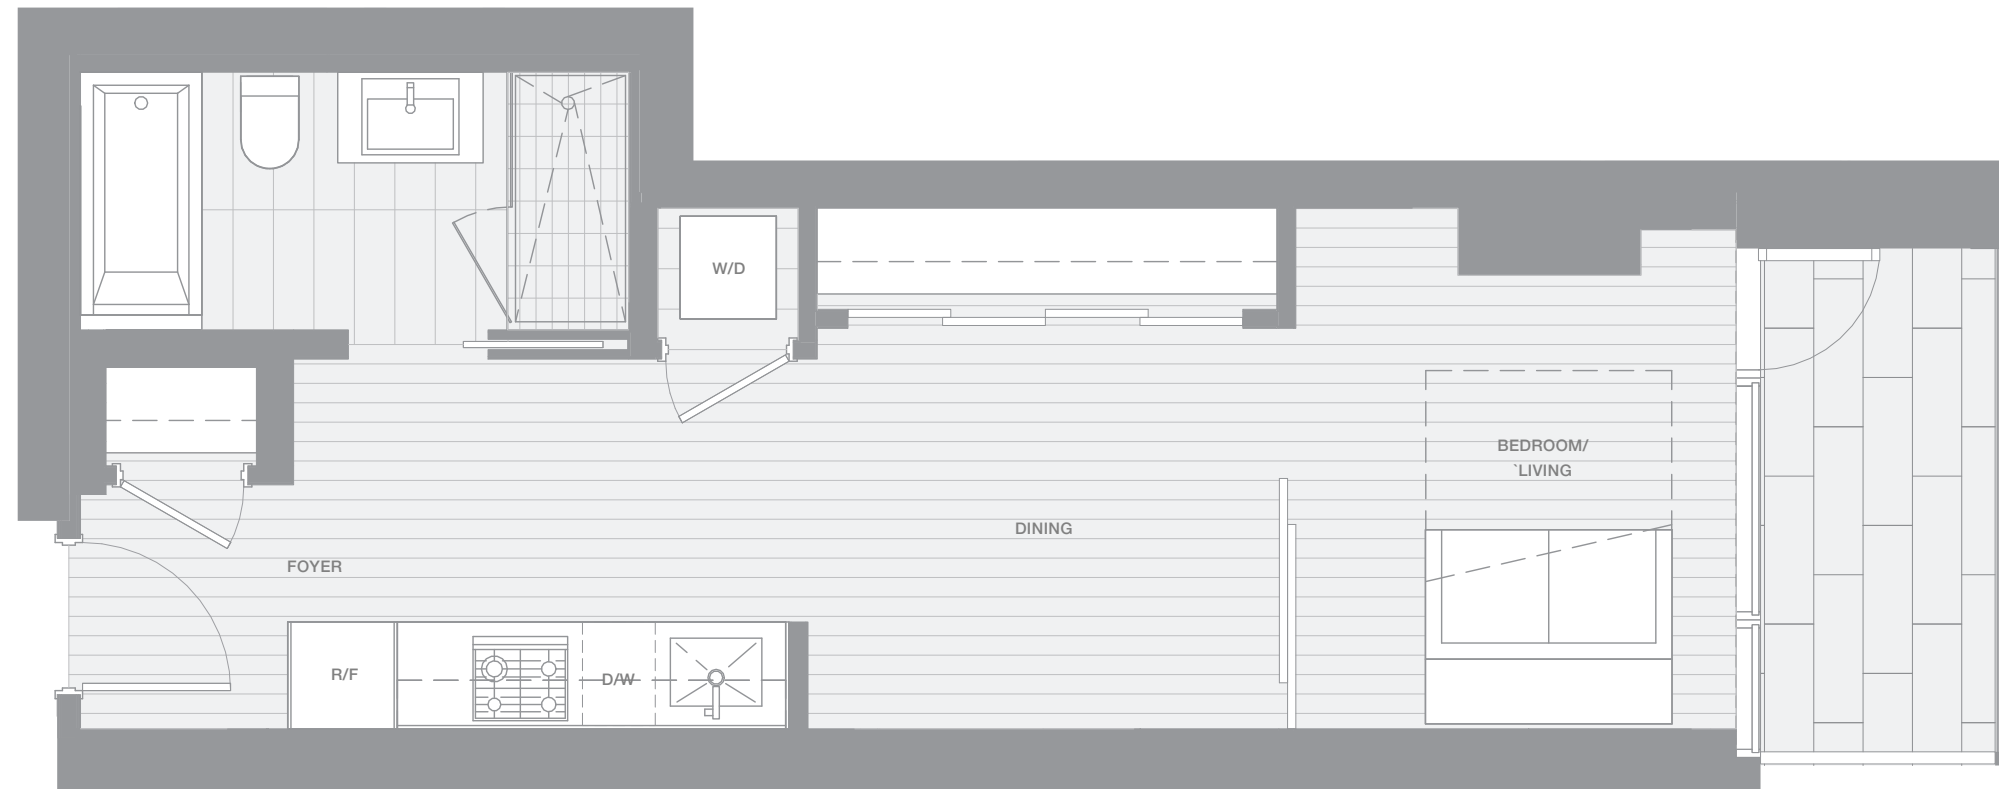 W/D
BEDROOM/
`LIVING
DINING
FOYER
R/F
D/W